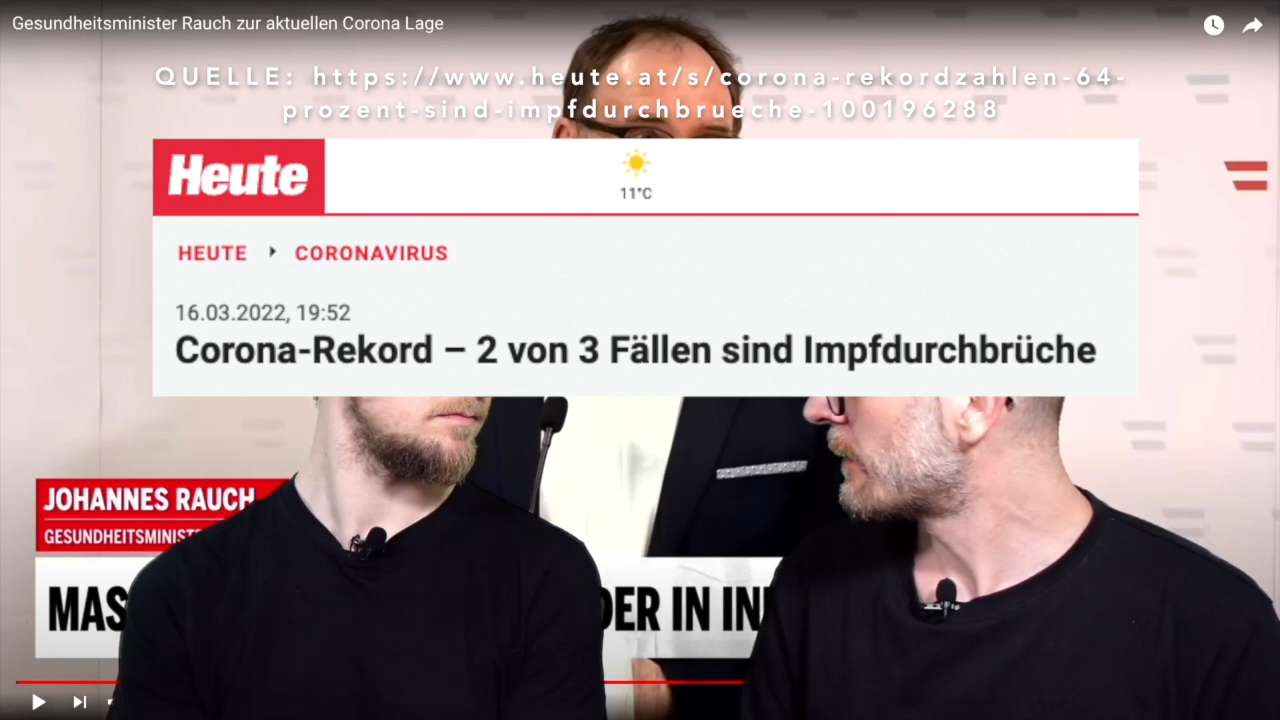 Gesundheitsminister Rauch zur aktuellen Corona Lage
QUELLE: https://www.heute.at/s/corona-rekordzahlen-64-
prozent-sind-impfdurchbrueche-100196288
Heute
11°C
HEUTE CORONAVIRUS
16.03.2022, 19:52
Corona-Rekord – 2 von 3 Fällen sind Impfdurchbrüche
JOHANNES RAUCH
GESUNDHEITSMINIST
MAS DER IN IN